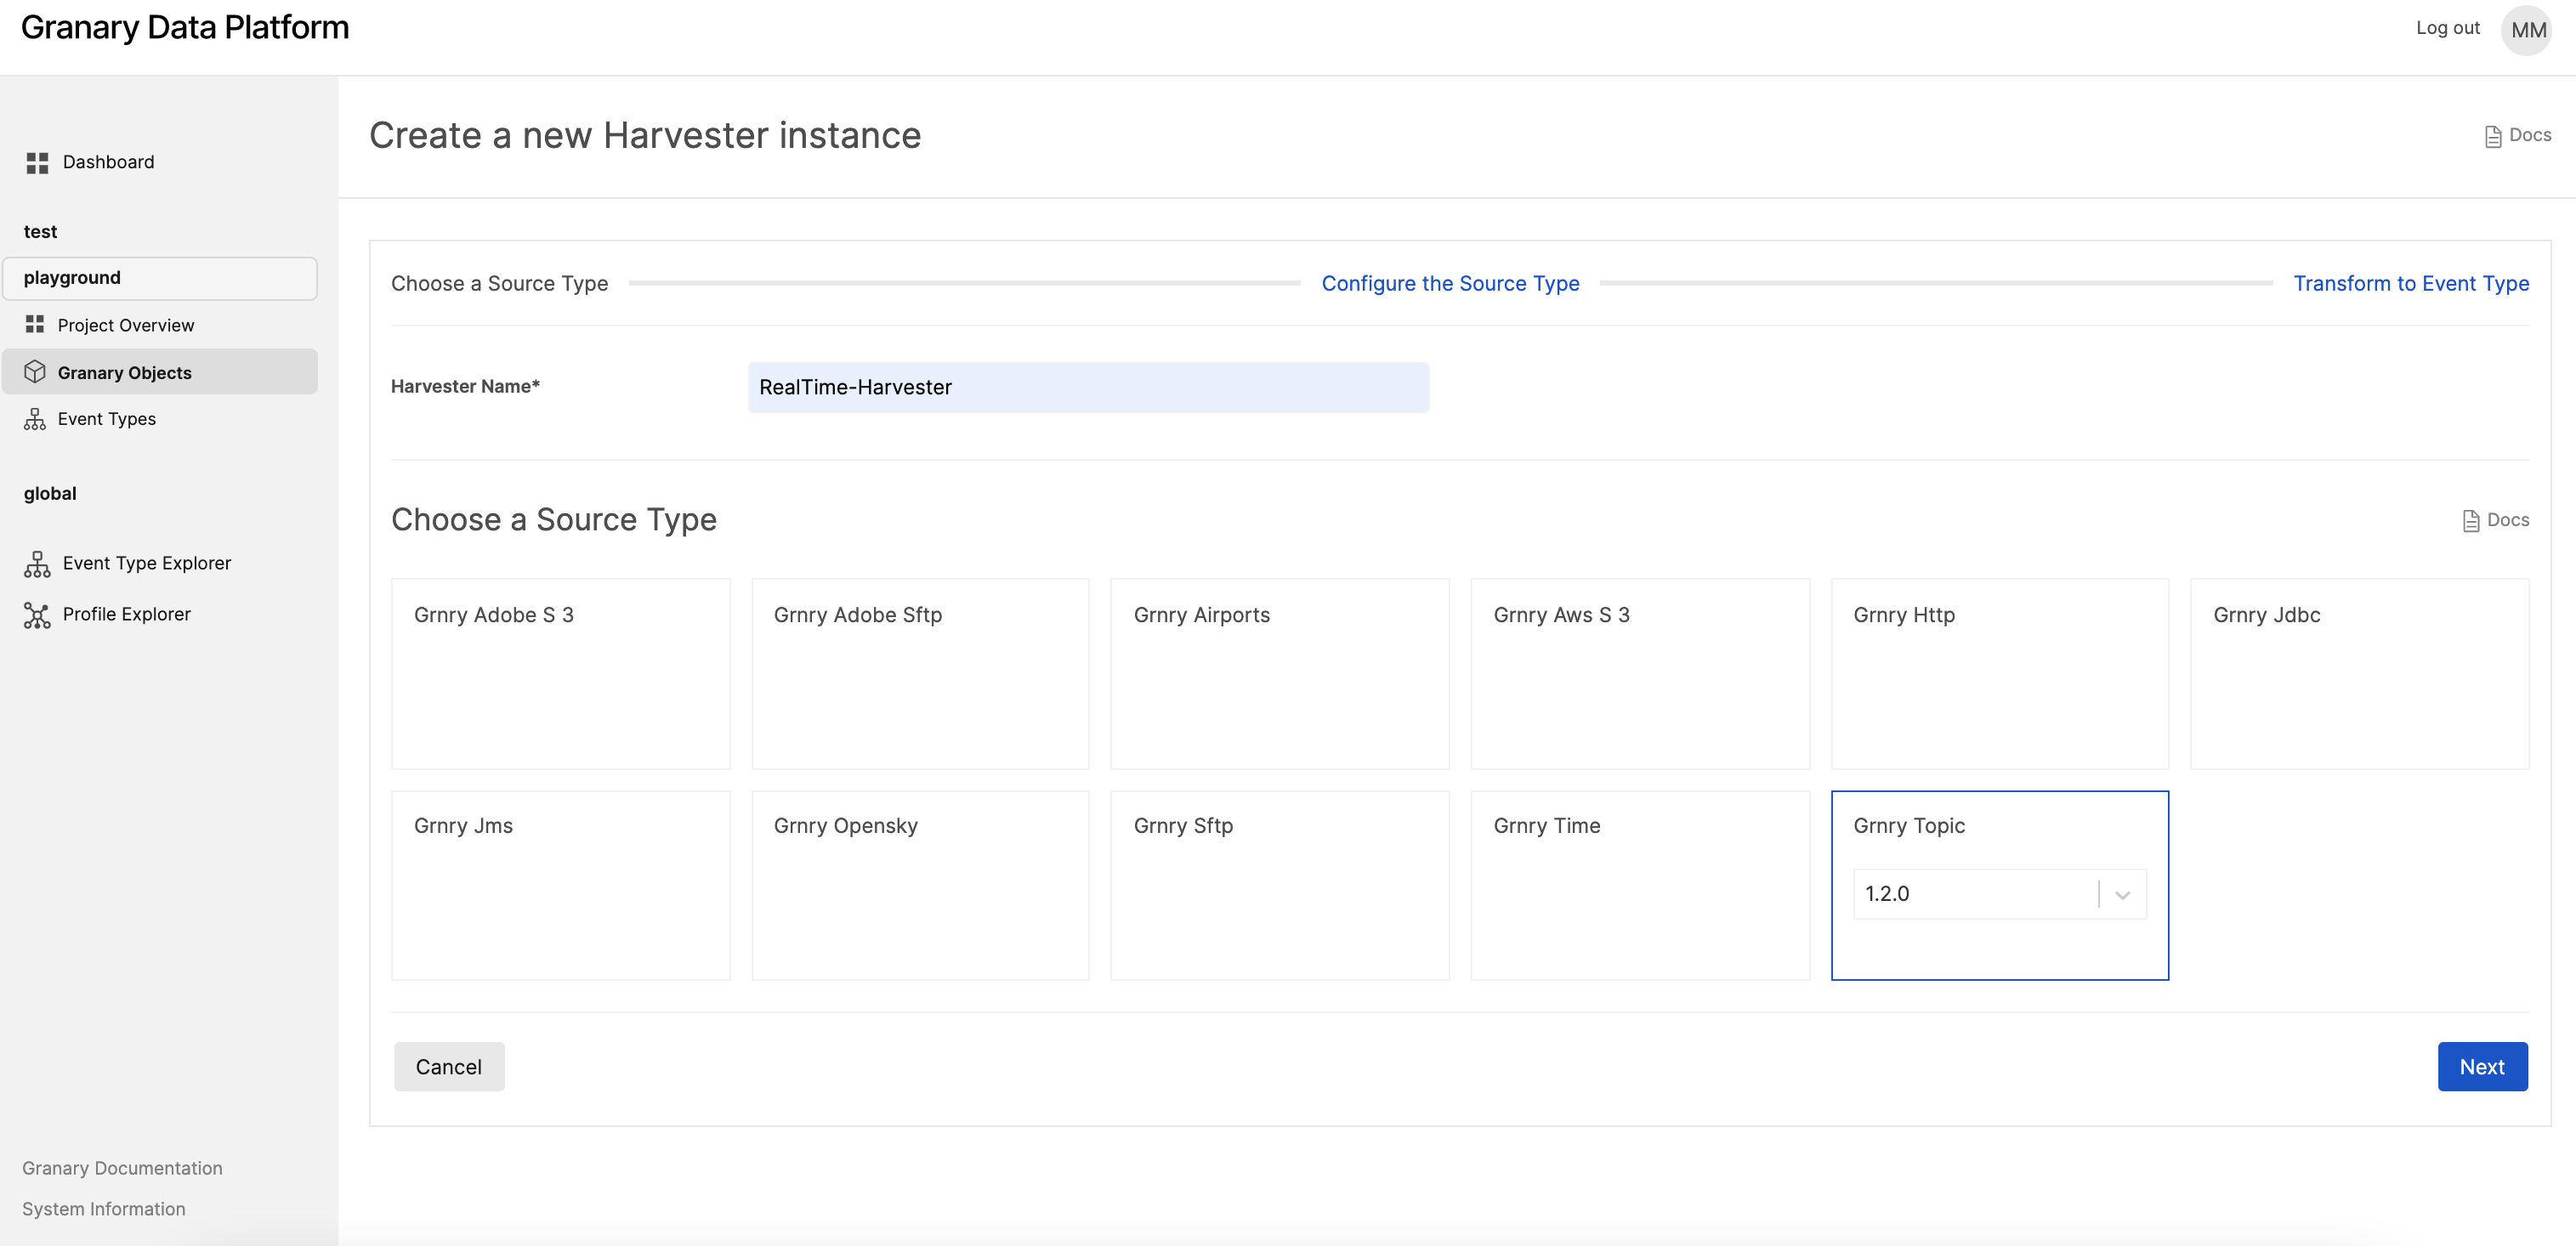 Granary Data Platform
Log out
MM
Dashboard
test
playground
Project Overview
Granary Objects
Event Types
global
Event Type Explorer
Profile Explorer
Granary Documentation
System Information
Create a new Harvester instance
Docs
Choose a Source Type
Configure the Source Type
Transform to Event Type
Harvester Name*
RealTime-Harvester
Choose a Source Type
Docs
Grnry Adobe S 3
Grnry Adobe Sftp
Grnry Airports
Grnry Aws S 3
Grnry Http
Grnry Jdbc
Grnry Jms
Grnry Opensky
Grnry Sftp
Grnry Time
Grnry Topic
1.2.0
Cancel
Next